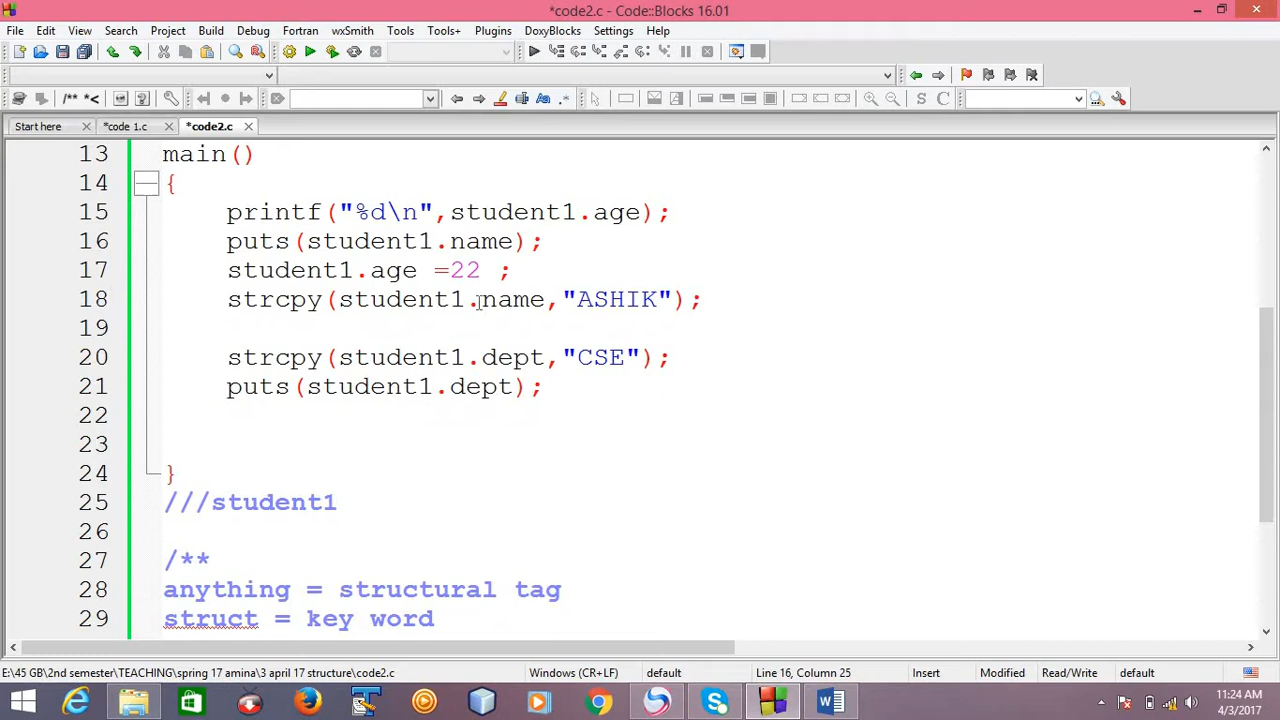 *code2.c - Code::Blocks 16.01
File Edit View Search Project Build Debug Fortran wxSmith Tools Tools+ Plugins DoxyBlocks Settings Help
/** *<
Start here *code 1.c *code2.c
13 main()
14 {
15 printf("%d\n",student1.age);
16 puts(student1.name);
17 student1.age =22 ;
18 strcpy(student1.name,"ASHIK");
19
20 strcpy(student1.dept,"CSE");
21 puts(student1.dept);
22
23
24 }
25 ///student1
26
27 /**
28 anything = structural tag
29 struct = key word
E:\45 GB\2nd semester\TEACHING\spring 17 amina\3 april 17 structure\code2.c Windows (CR+LF) default Line 16, Column 25 Insert Modified Read/Write default
11:24 AM
4/3/2017